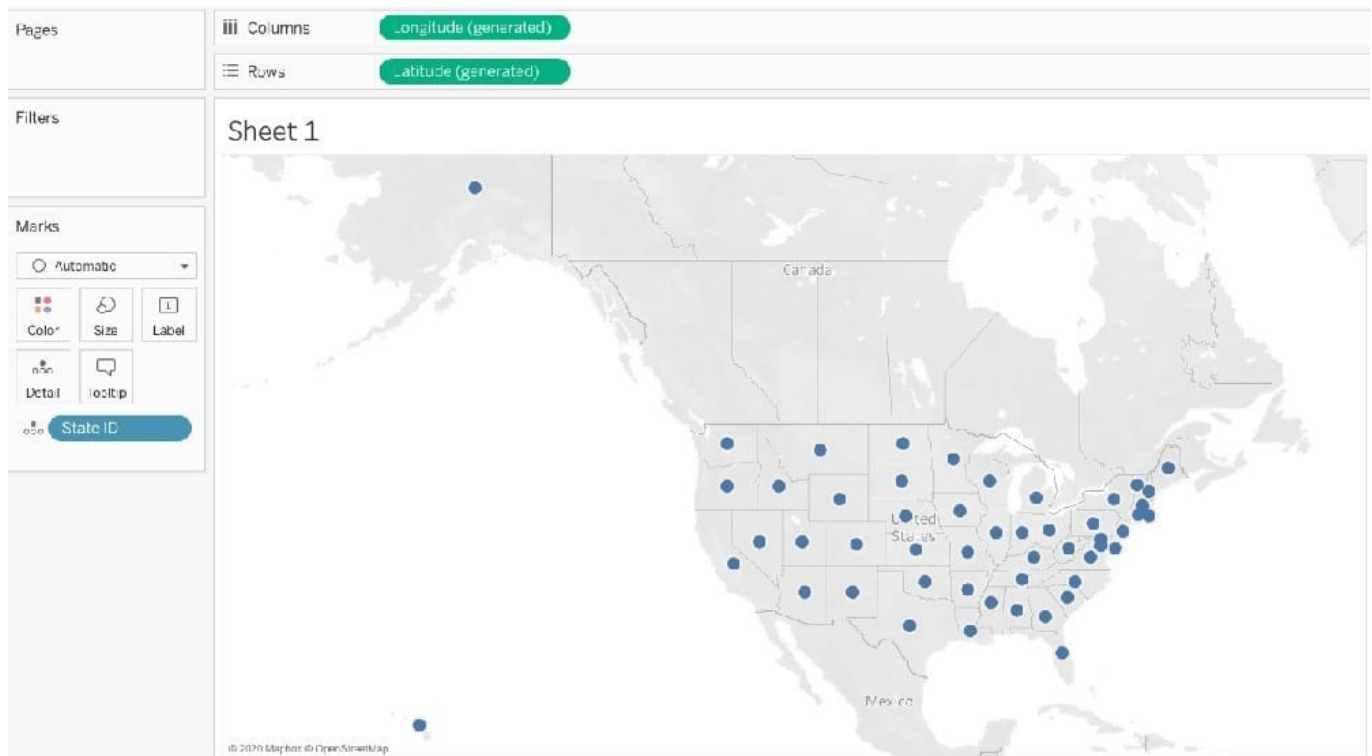 Pages
Columns
Longitude (generated)
Rows
Latitude (generated)
Filters
Sheet 1
Marks
Automatic
Color
Size
Label
Detail
Tooltip
State ID
Canada
United
States
Mexico
© 2020 Mapbox © OpenStreetMap